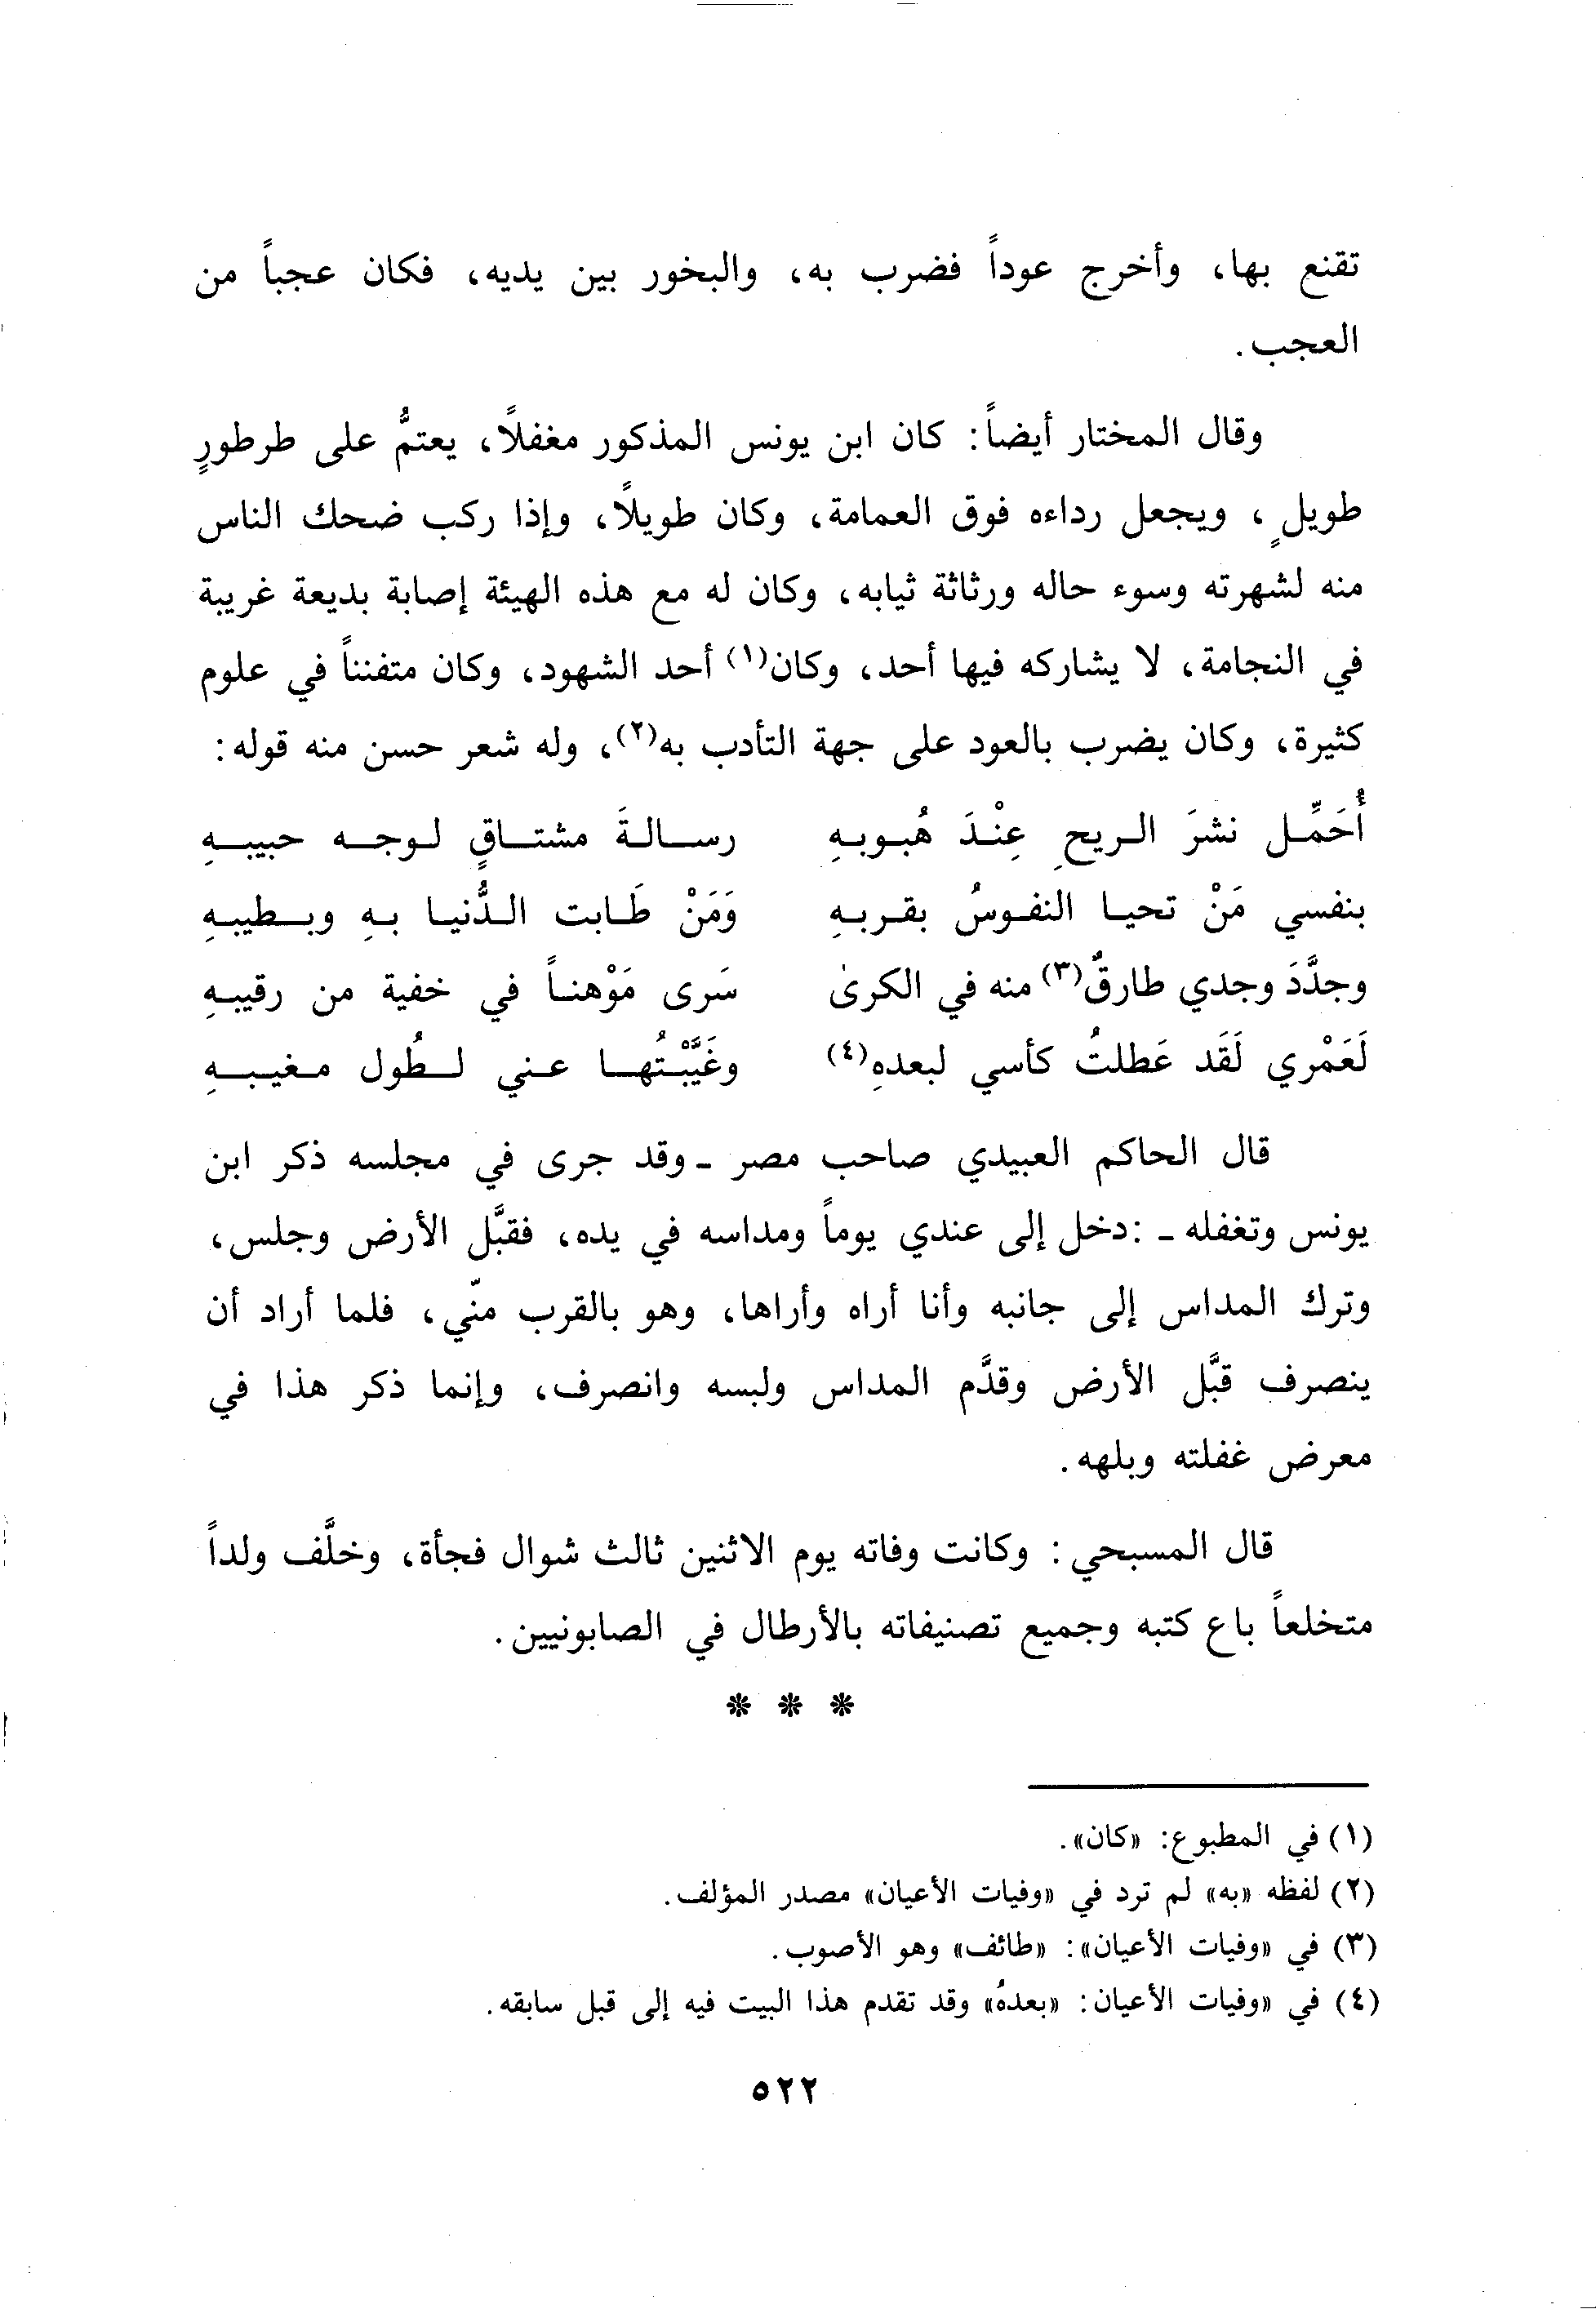 تقنع بها، وأخرج عوداً فضرب به، والبخور بين يديه، فكان عجباً من
العجب.
وقال المختار أيضاً: كان ابن يونس المذكور مغفلاً، يعتمُّ على طرطورٍ
طويلٍ، ويجعل رداءه فوق العمامة، وكان طويلًا، وإذا ركب ضحك الناس
منه لشهرته وسوء حاله ورثاثة ثيابه، وكان له مع هذه الهيئة إصابة بديعة غريبة
في النجامة، لا يشاركه فيها أحد، وكان(١) أحد الشهود، وكان متفنناً في علوم
كثيرة، وكان يضرب بالعود على جهة التأدب به(٢)، وله شعر حسن منه قوله:
أُحَمِّل نشرَ الريحِ عِنْدَ هُبوبهِ رسالةَ مشتاقٍ لوجه حبيبهِ
بنفسي مَنْ تحيا النفوسُ بقربهِ وَمَنْ طَابت الدُّنيا بهِ وبطيبهِ
وجدَّدَ وجدي طارقٌ(٣) منه في الكرىٰ سَرى مَوْهناً في خفية من رقيبهِ
لَعَمْري لَقَد عَطلتُ كأسي لبعدهِ(٤) وغَيَّبْتُها عني لطُول مغيبهِ
قال الحاكم العبيدي صاحب مصر ـ وقد جرى في مجلسه ذكر ابن
يونس وتغفله ـ :دخل إلى عندي يوماً ومداسه في يده، فقبَّل الأرض وجلس،
وترك المداس إلى جانبه وأنا أراه وأراها، وهو بالقرب منّي، فلما أراد أن
ينصرف قبَّل الأرض وقدَّم المداس ولبسه وانصرف، وإنما ذكر هذا في
معرض غفلته وبلهه.
قال المسبحي: وكانت وفاته يوم الاثنين ثالث شوال فجأة، وخلَّف ولداً
متخلعاً باع كتبه وجميع تصنيفاته بالأرطال في الصابونيين.
* * *
(١) في المطبوع: «كان».
(٢) لفظه «به» لم ترد في «وفيات الأعيان» مصدر المؤلف.
(٣) في «وفيات الأعيان»: «طائف» وهو الأصوب.
(٤) في «وفيات الأعيان: «بعدهُ» وقد تقدم هذا البيت فيه إلى قبل سابقه.
٥٢٢